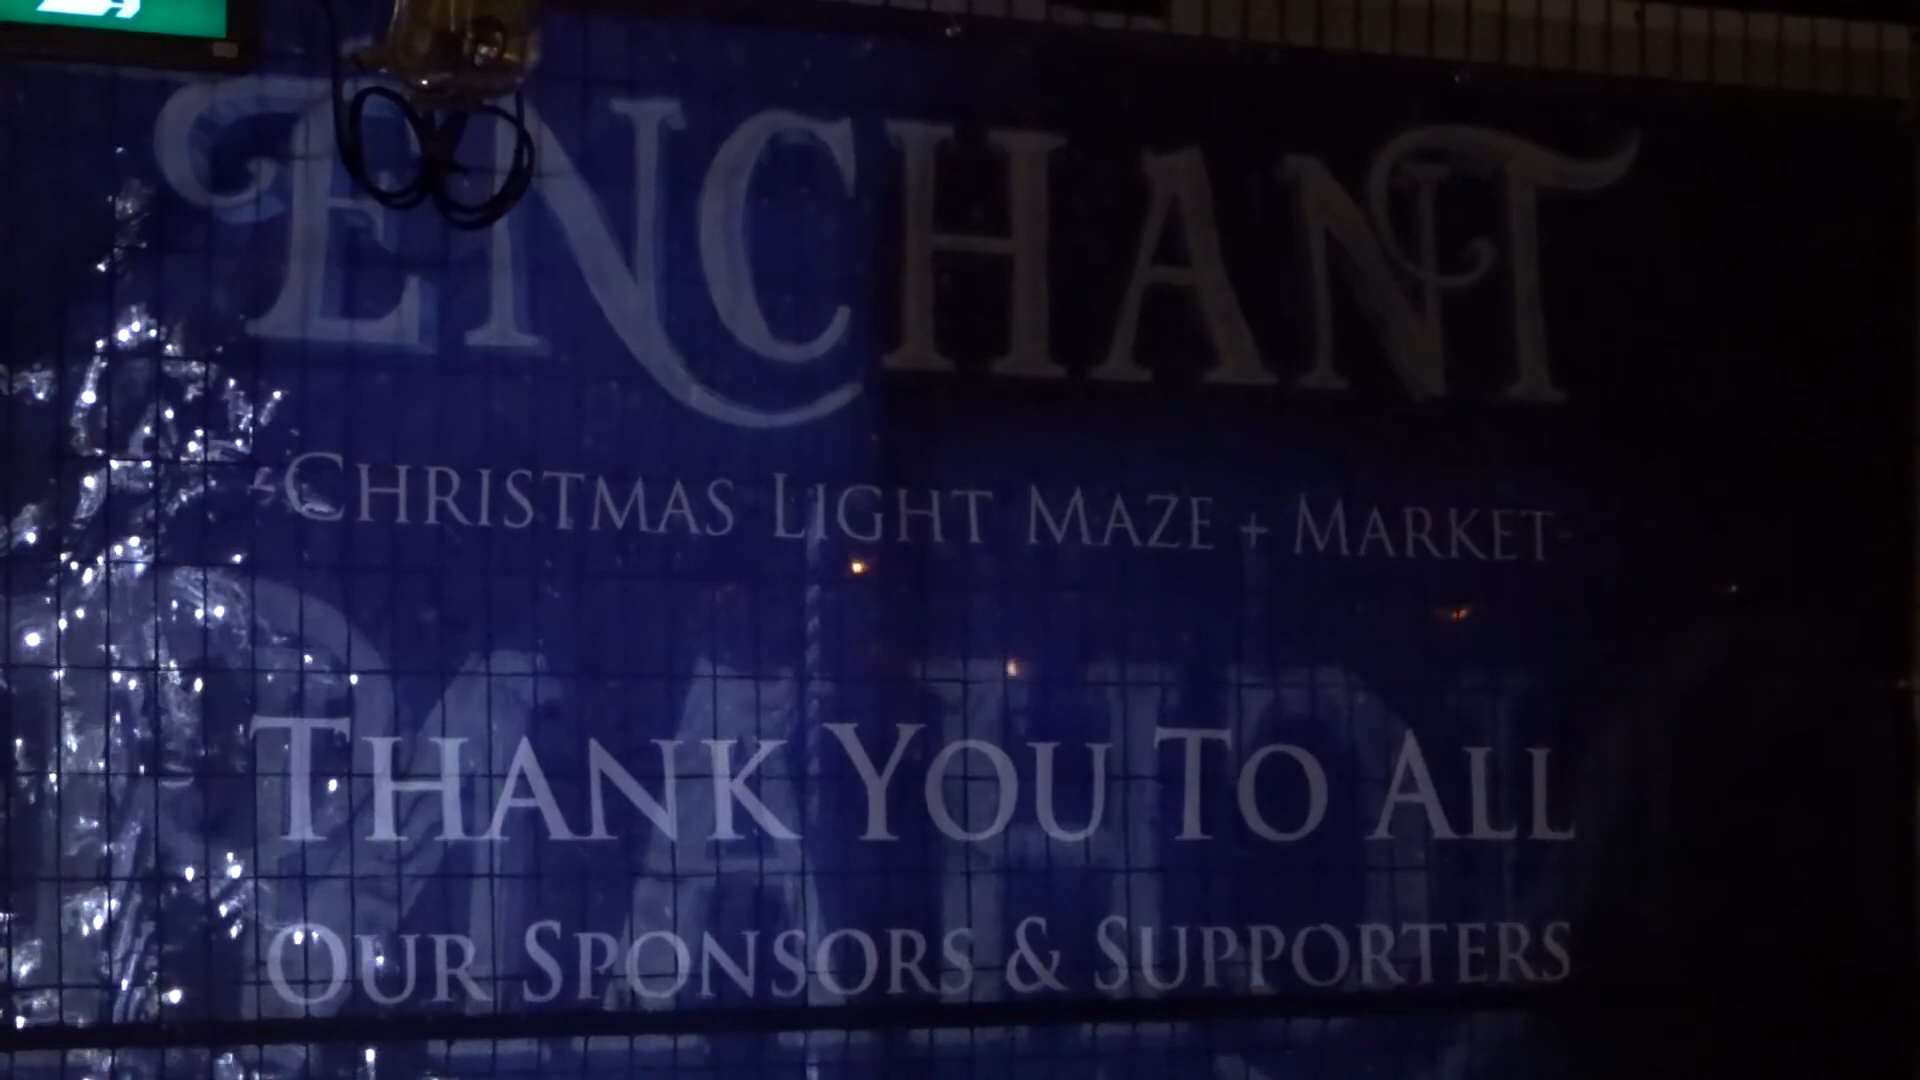 ENCHANT
-CHRISTMAS LIGHT MAZE + MARKET-
THANK YOU TO ALL
OUR SPONSORS & SUPPORTERS